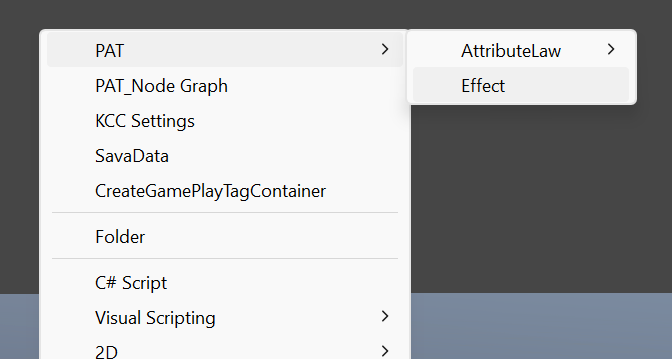 PAT
AttributeLaw
PAT_Node Graph
Effect
KCC Settings
SavaData
CreateGamePlayTagContainer
Folder
C# Script
Visual Scripting
2D